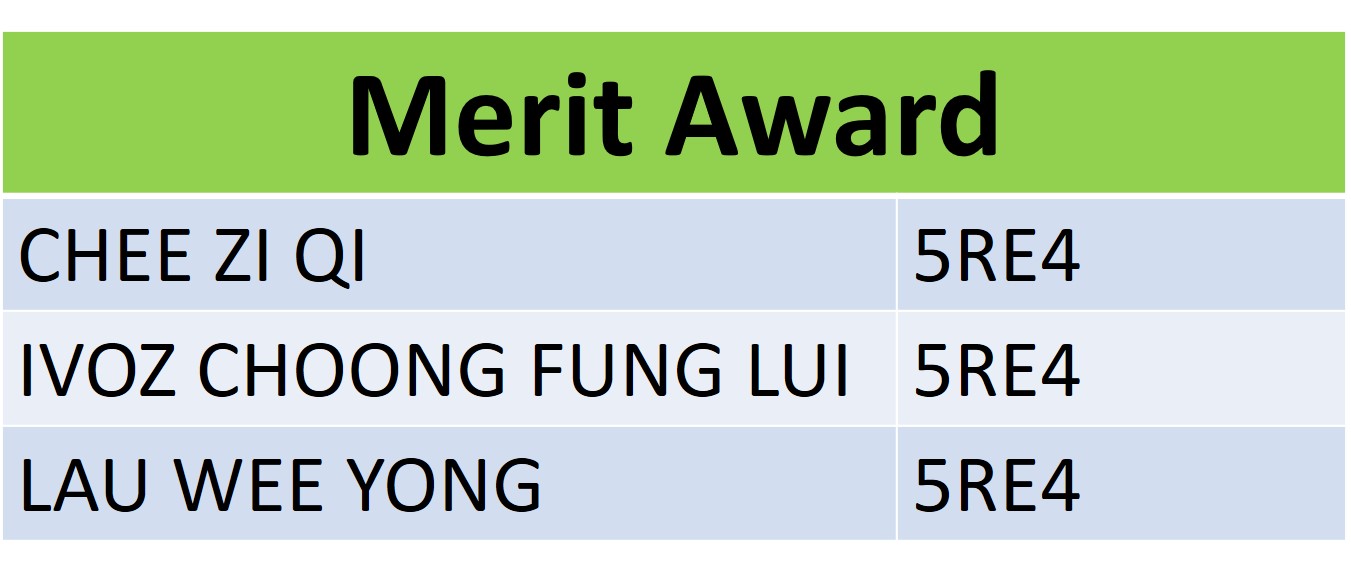 Merit Award
CHEE ZI QI 5RE4
IVOZ CHOONG FUNG LUI 5RE4
LAU WEE YONG 5RE4